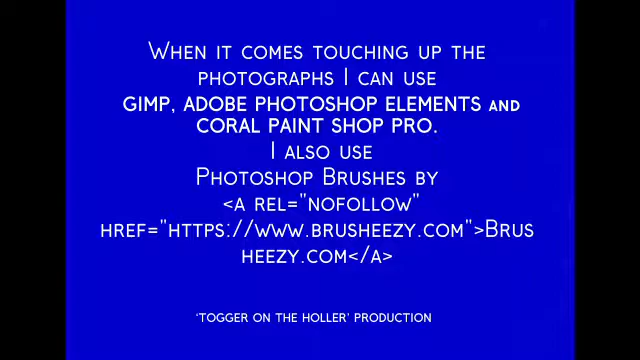 When it comes touching up the
photographs I can use
GIMP, ADOBE PHOTOSHOP ELEMENTS and
CORAL PAINT SHOP PRO.
I also use
Photoshop Brushes by
<a rel="nofollow"
href="https://www.brusheezy.com">Brus
heezy.com</a>
'TOGGER ON THE HOLLER' PRODUCTION